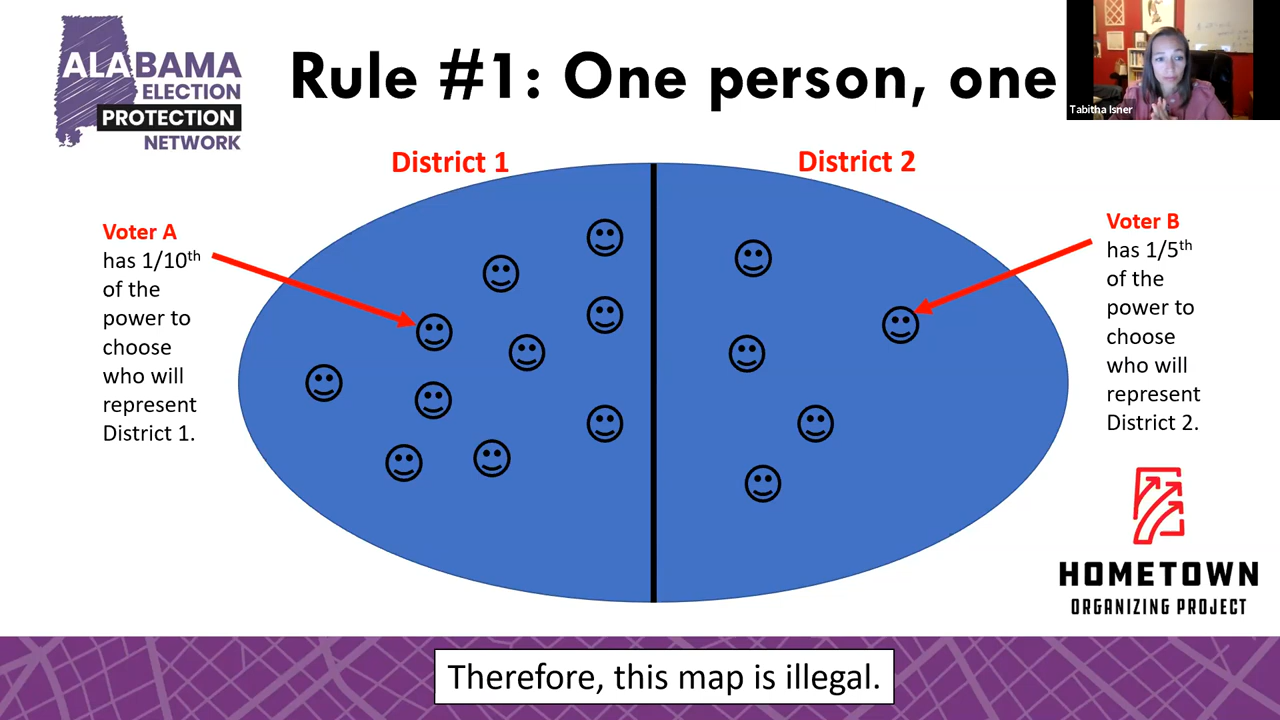 ALABAMA
ELECTION
PROTECTION
NETWORK
Rule #1: One person, one
Tabitha Isner
District 1
District 2
Voter A
has 1/10th
of the
power to
choose
who will
represent
District 1.
Voter B
has 1/5th
of the
power to
choose
who will
represent
District 2.
HOMETOWN
ORGANIZING PROJECT
Therefore, this map is illegal.